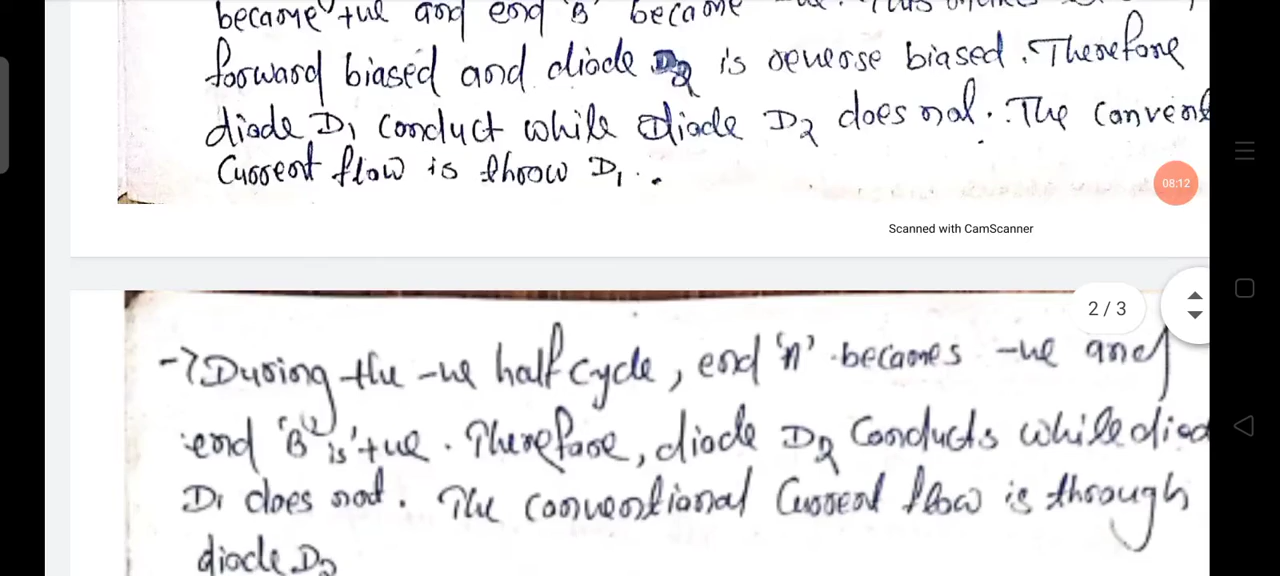 became +ve and end 'B' became
forward biased and diode D2 is reverse biased. Therefore
diode D1 conduct while diode D2 does not. The convent
Current flow is throw D1.
08:12
Scanned with CamScanner
2 / 3
→ During the -ve half cycle, end 'A' becomes -ve and
end 'B' is +ve. Therefore, diode D2 Conducts while diod
D1 does not. The conventional Current flow is through
diode D2